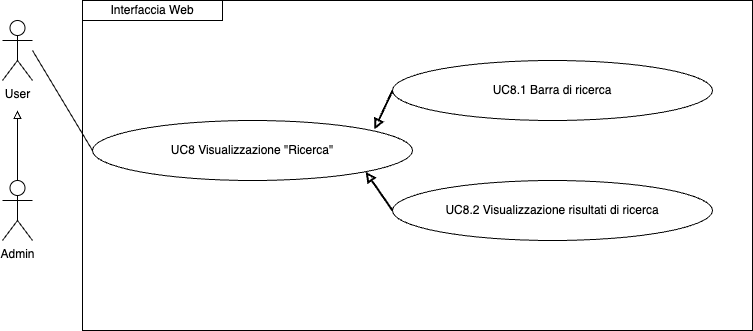 Interfaccia Web
User
UC8.1 Barra di ricerca
UC8 Visualizzazione "Ricerca"
UC8.2 Visualizzazione risultati di ricerca
Admin